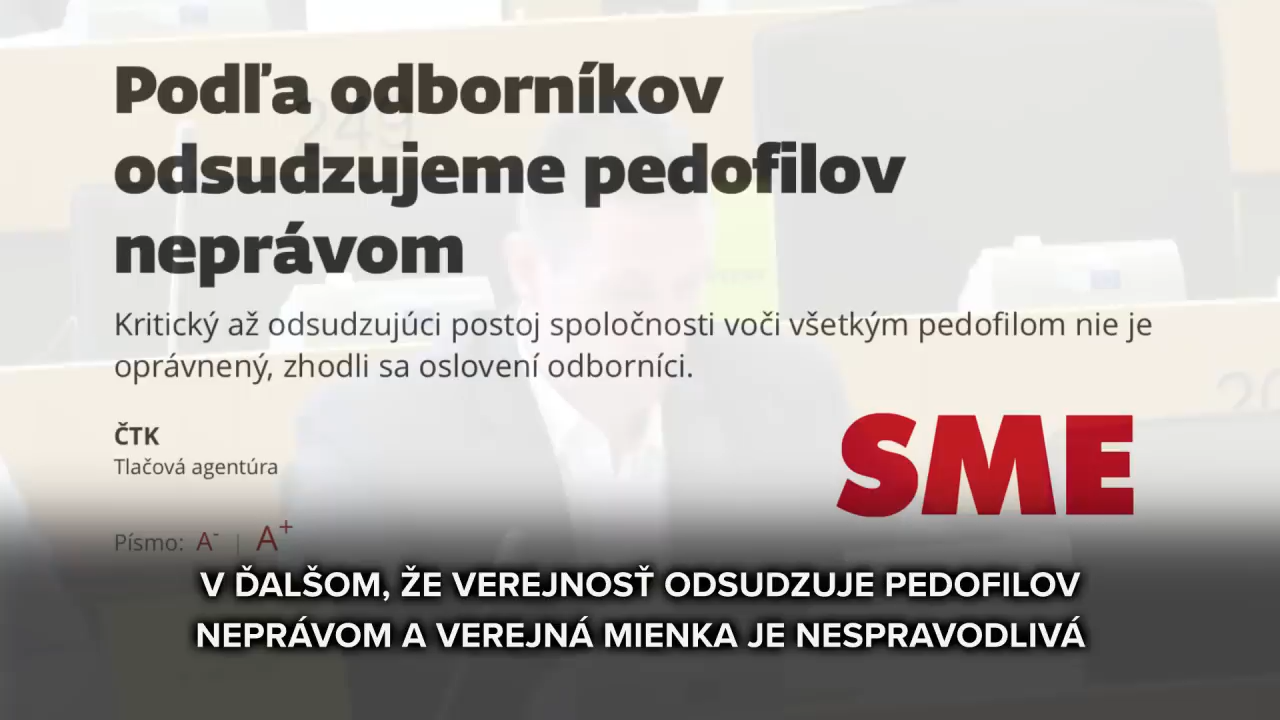 Podľa odborníkov
odsudzujeme pedofilov
neprávom
Kritický až odsudzujúci postoj spoločnosti voči všetkým pedofilom nie je
oprávnený, zhodli sa oslovení odborníci.
ČTK
Tlačová agentúra
SME
Písmo: A- | A+
V ĎALŠOM, ŽE VEREJNOSŤ ODSUDZUJE PEDOFILOV
NEPRÁVOM A VEREJNÁ MIENKA JE NESPRAVODLIVÁ
249